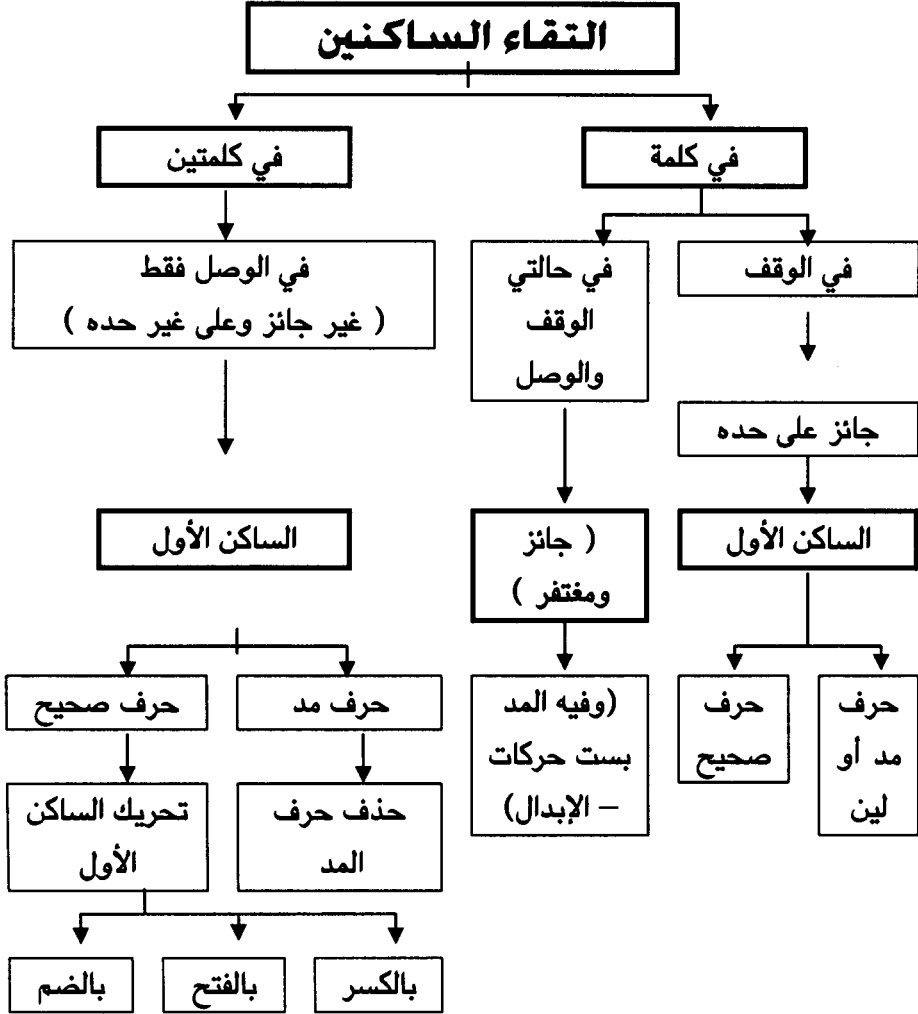 التقاء الساكنين
في كلمة
في كلمتين
في الوقف
في حالتي
الوقف
والوصل
في الوصل فقط
( غير جائز وعلى غير حده )
جائز على حده
الساكن الأول
( جائز
ومغتفر )
الساكن الأول
حرف
مد أو
لين
حرف
صحيح
(وفيه المد
بست حركات
– الإبدال)
حرف مد
حرف صحيح
حذف حرف
المد
تحريك الساكن
الأول
بالكسر
بالفتح
بالضم